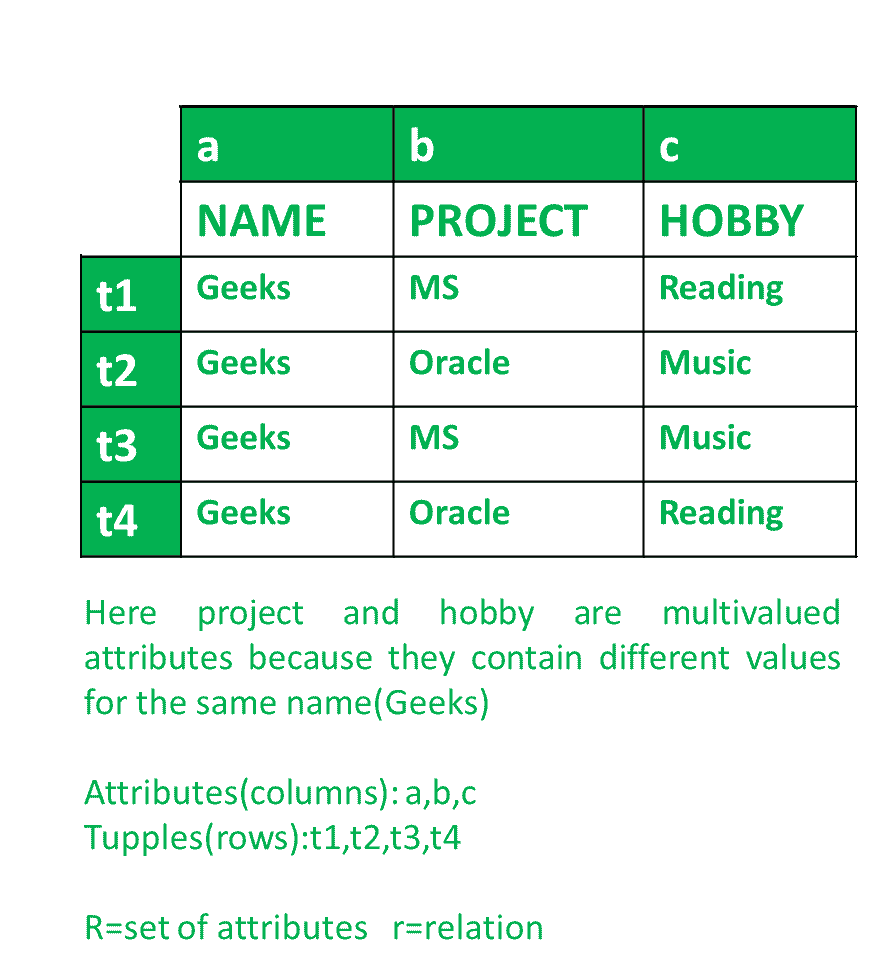 a b c
NAME PROJECT HOBBY
t1 Geeks MS Reading
t2 Geeks Oracle Music
t3 Geeks MS Music
t4 Geeks Oracle Reading
Here project and hobby are multivalued
attributes because they contain different values
for the same name(Geeks)
Attributes(columns): a,b,c
Tupples(rows):t1,t2,t3,t4
R=set of attributes r=relation